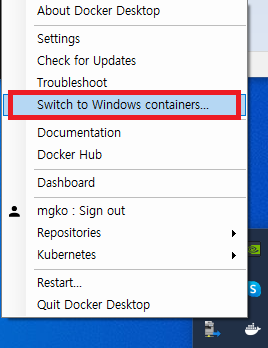 About Docker Desktop
Settings
Check for Updates
Troubleshoot
Switch to Windows containers...
Documentation
Docker Hub
Dashboard
mgko : Sign out
Repositories
Kubernetes
Restart...
Quit Docker Desktop